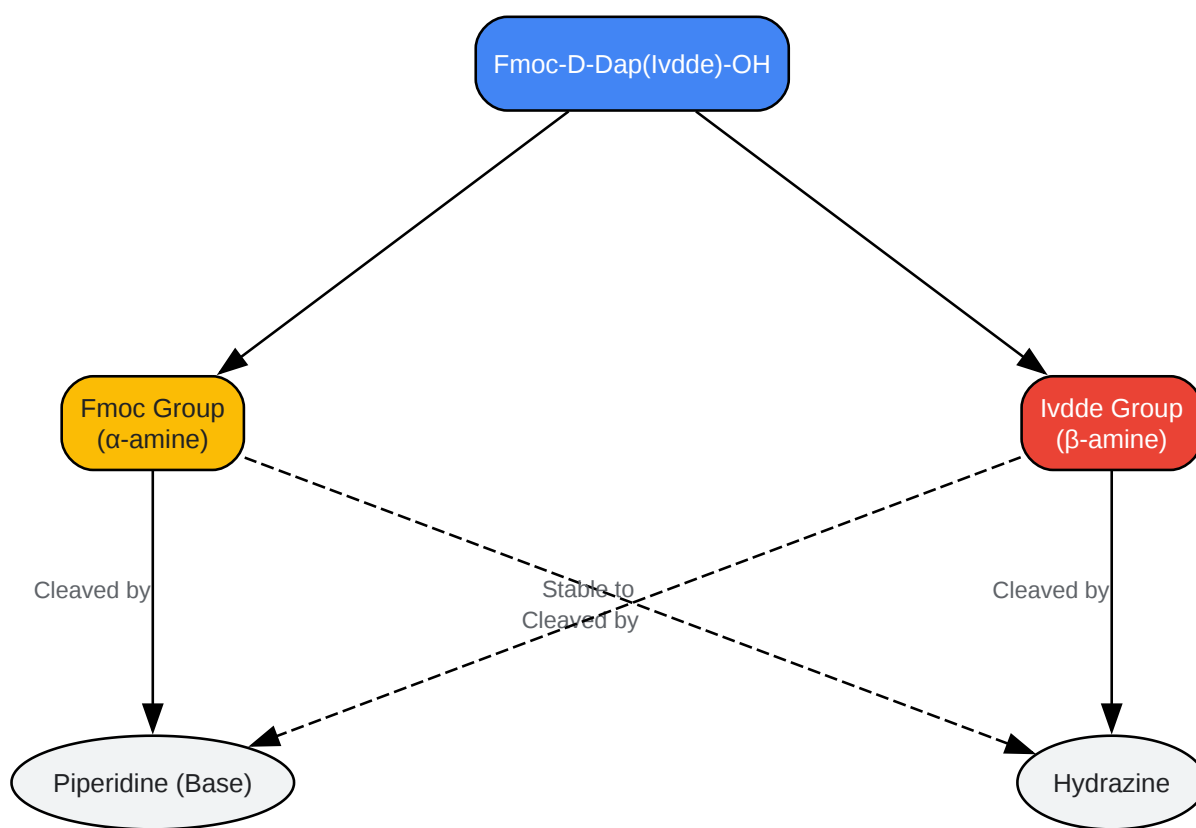 Fmoc-D-Dap(Ivdde)-OH
Fmoc Group
(α-amine)
Ivdde Group
(β-amine)
Cleaved by
Stable to
Cleaved by
Cleaved by
Piperidine (Base)
Hydrazine